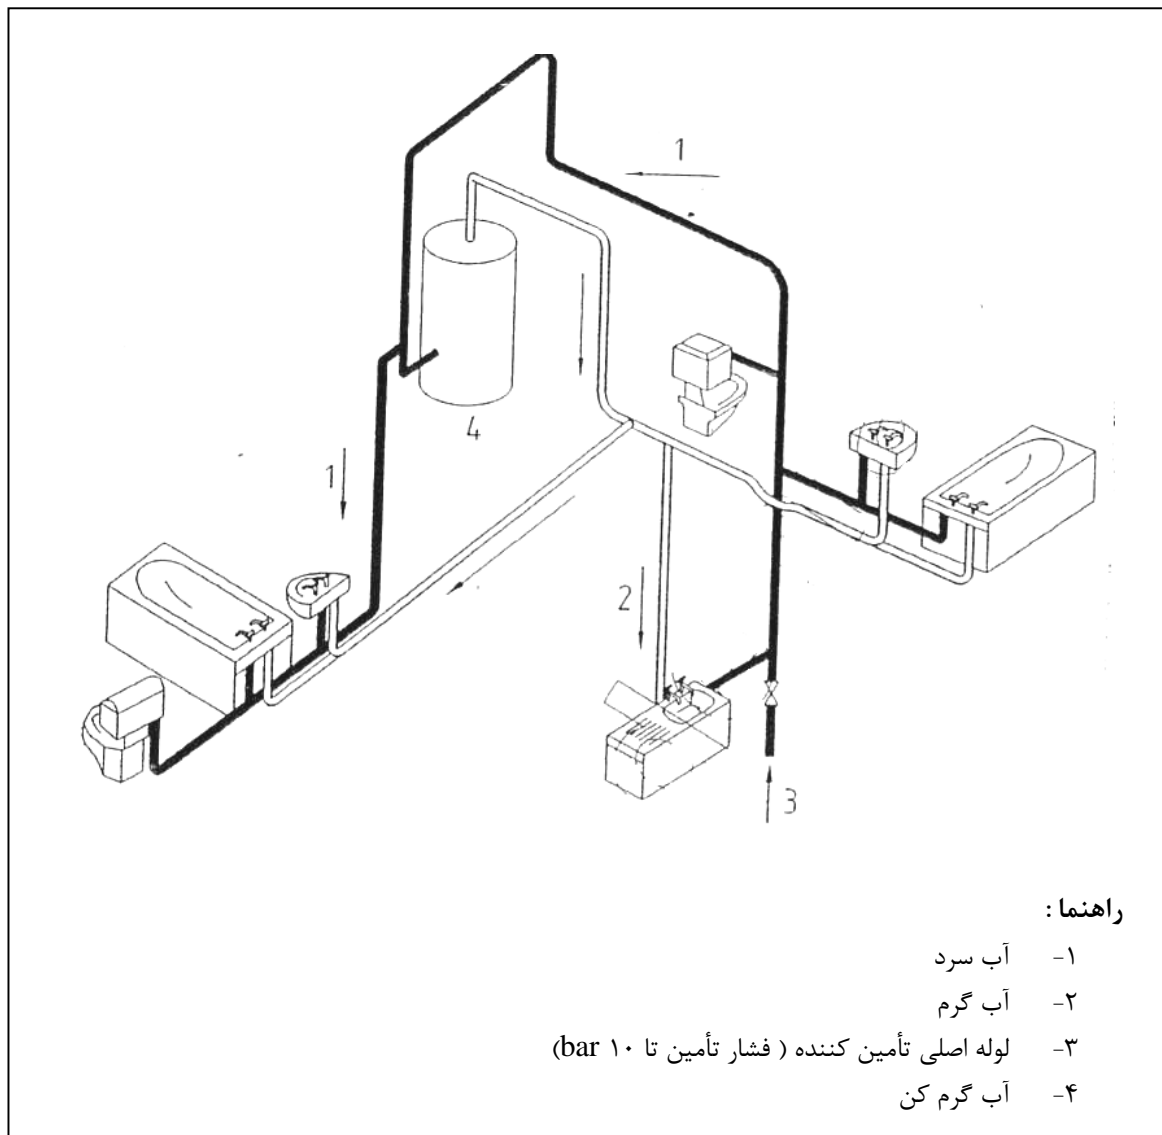 1
4
1
2
3
راهنما :
۱- آب سرد
۲- آب گرم
۳- لوله اصلی تأمین کننده ( فشار تأمین تا ۱۰ bar)
۴- آب گرم کن